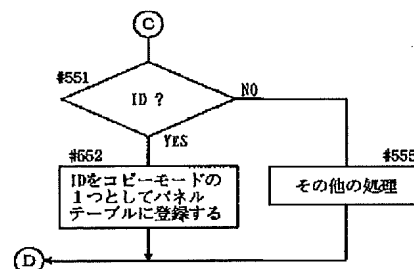 C
#551
ID ?
NO
YES
#552
IDをコピーモードの
1つとしてパネル
テーブルに登録する
#555
その他の処理
D